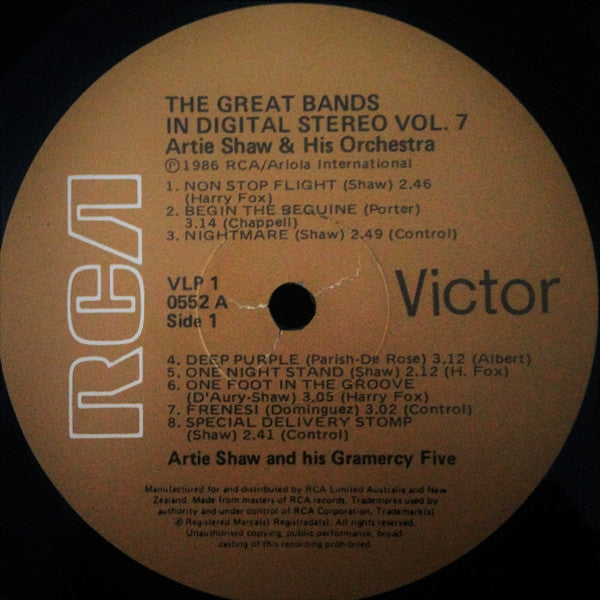 THE GREAT BANDS
IN DIGITAL STEREO VOL. 7
Artie Shaw & His Orchestra
Ⓟ1986 RCA/Ariola International
1. NON STOP FLIGHT (Shaw) 2.46
(Harry Fox)
2. BEGIN THE BEGUINE (Porter)
3.14 (Chappell)
3. NIGHTMARE (Shaw) 2.49 (Control)
RCA
VLP 1
0552 A
Side 1
Victor
4. DEEP PURPLE (Parish-De Rose) 3.12 (Albert)
5. ONE NIGHT STAND (Shaw) 2.12 (H. Fox)
6. ONE FOOT IN THE GROOVE
(D'Aury-Shaw) 3.05 (Harry Fox)
7. FRENESI (Dominguez) 3.02 (Control)
8. SPECIAL DELIVERY STOMP
(Shaw) 2.41 (Control)
Artie Shaw and his Gramercy Five
Manufactured for and distributed by RCA Limited Australia and New
Zealand. Made from masters of RCA records. Trademarks used by
authority and under control of RCA Corporation, Trademark(s)
® Registered Marca(s) Registrada(s). All rights reserved.
Unauthorised copying, public performance, broad-
casting of this recording prohibited